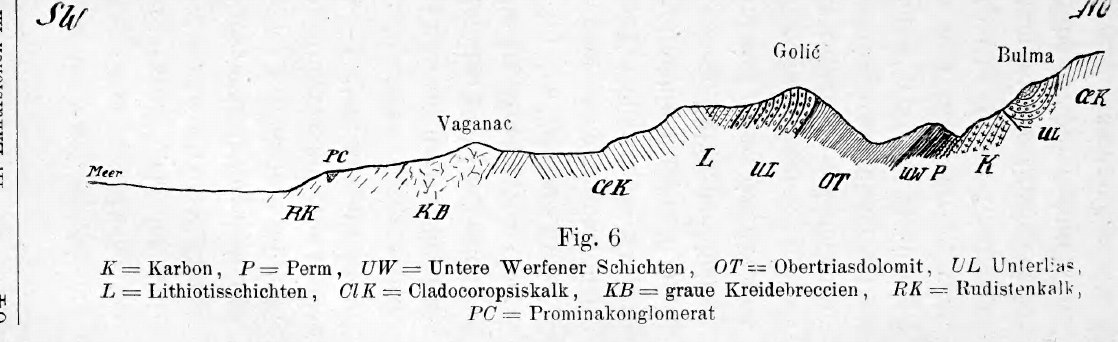 SW
NO
Golić
Bulma
Vaganac
PC
Meer
ClK
UL
L
UL
OT
UW P
K
ClK
RK
KB
Fig. 6
K = Karbon, P = Perm, UW = Untere Werfener Schichten, OT == Obertriasdolomit, UL Unterlias,
L = Lithiotisschichten, ClK = Cladocoropsiskalk, KB = graue Kreidebreccien, RK = Rudistenkalk,
PC = Prominakonglomerat